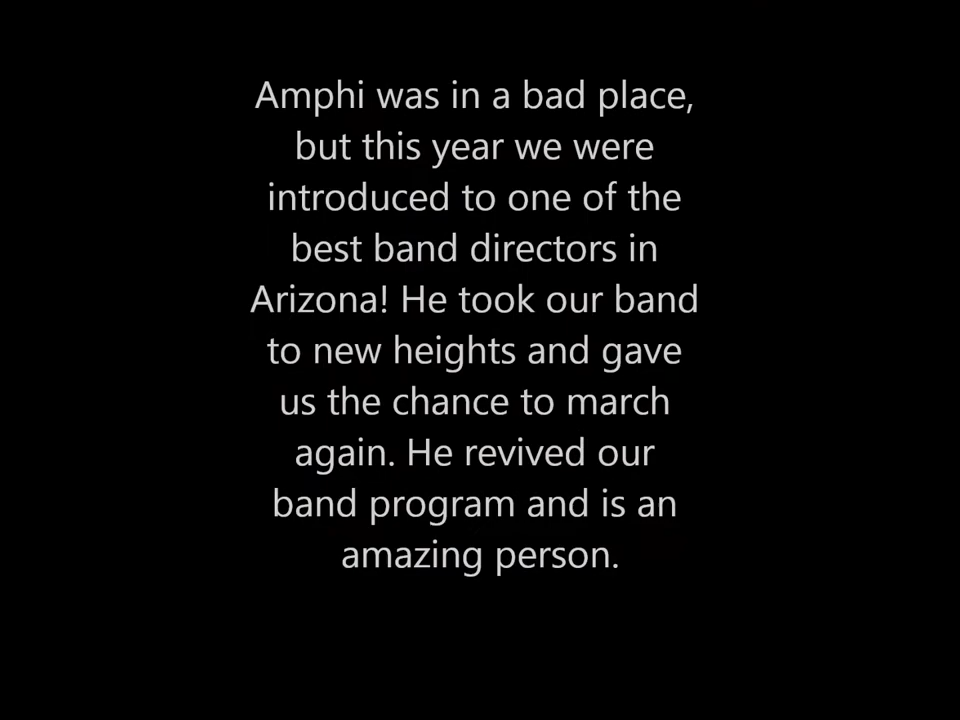 Amphi was in a bad place,
but this year we were
introduced to one of the
best band directors in
Arizona! He took our band
to new heights and gave
us the chance to march
again. He revived our
band program and is an
amazing person.